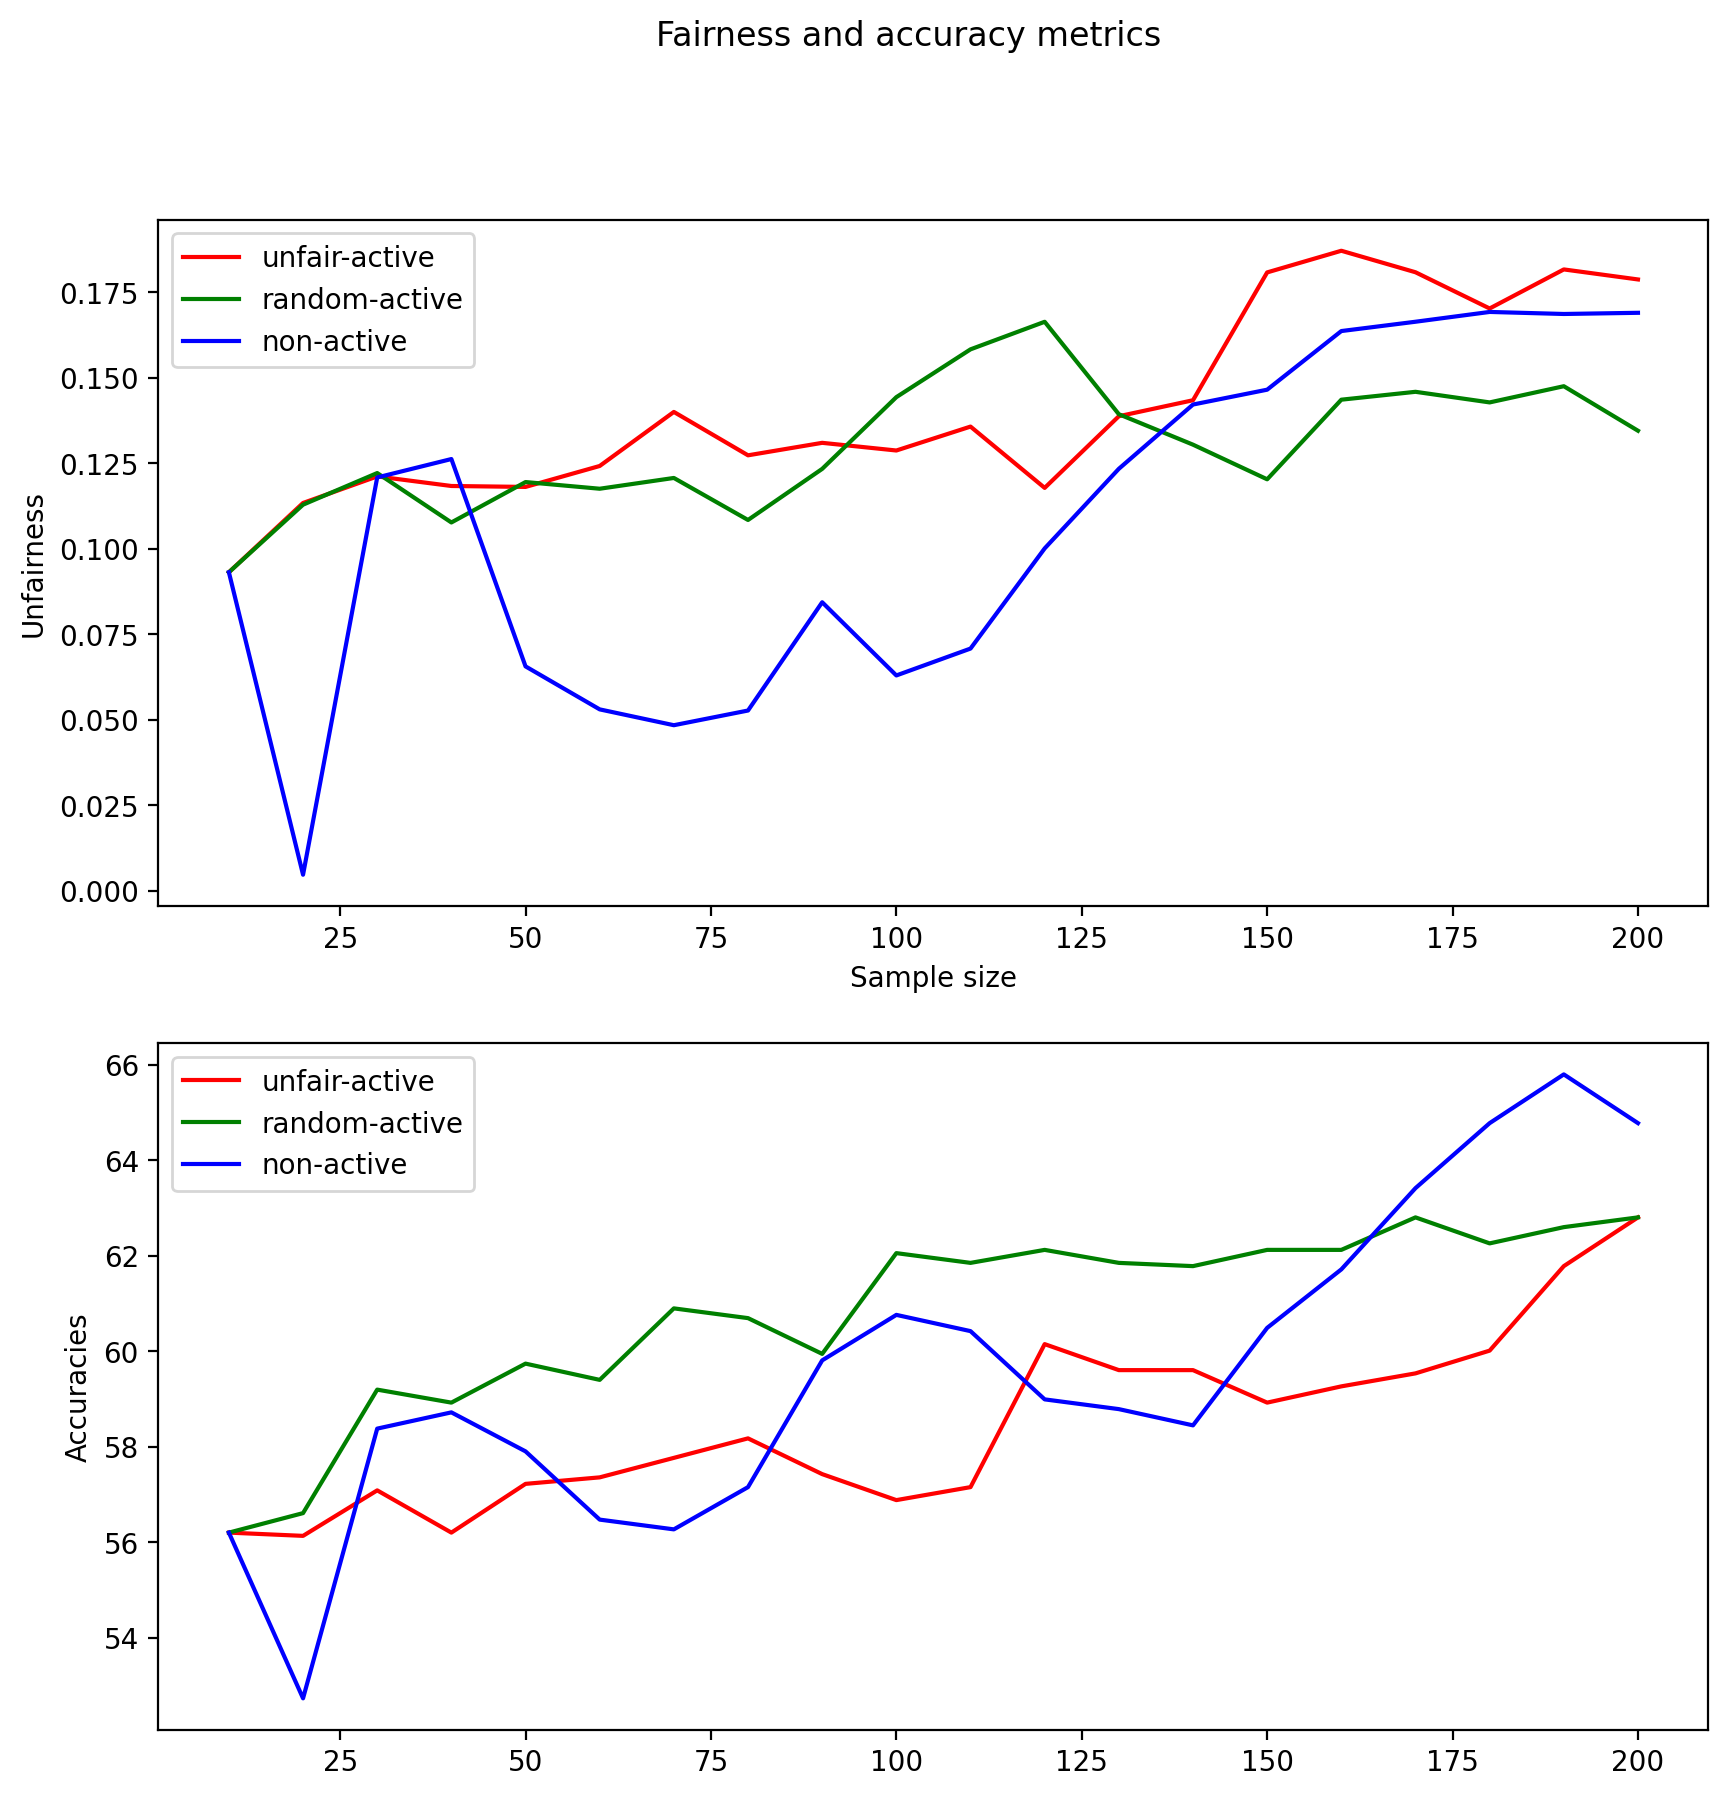 Fairness and accuracy metrics
unfair-active
random-active
non-active
0.175
0.150
0.125
0.100
0.075
0.050
0.025
0.000
Unfairness
25 50 75 100 125 150 175 200
Sample size
unfair-active
random-active
non-active
66
64
62
60
58
56
54
Accuracies
25 50 75 100 125 150 175 200